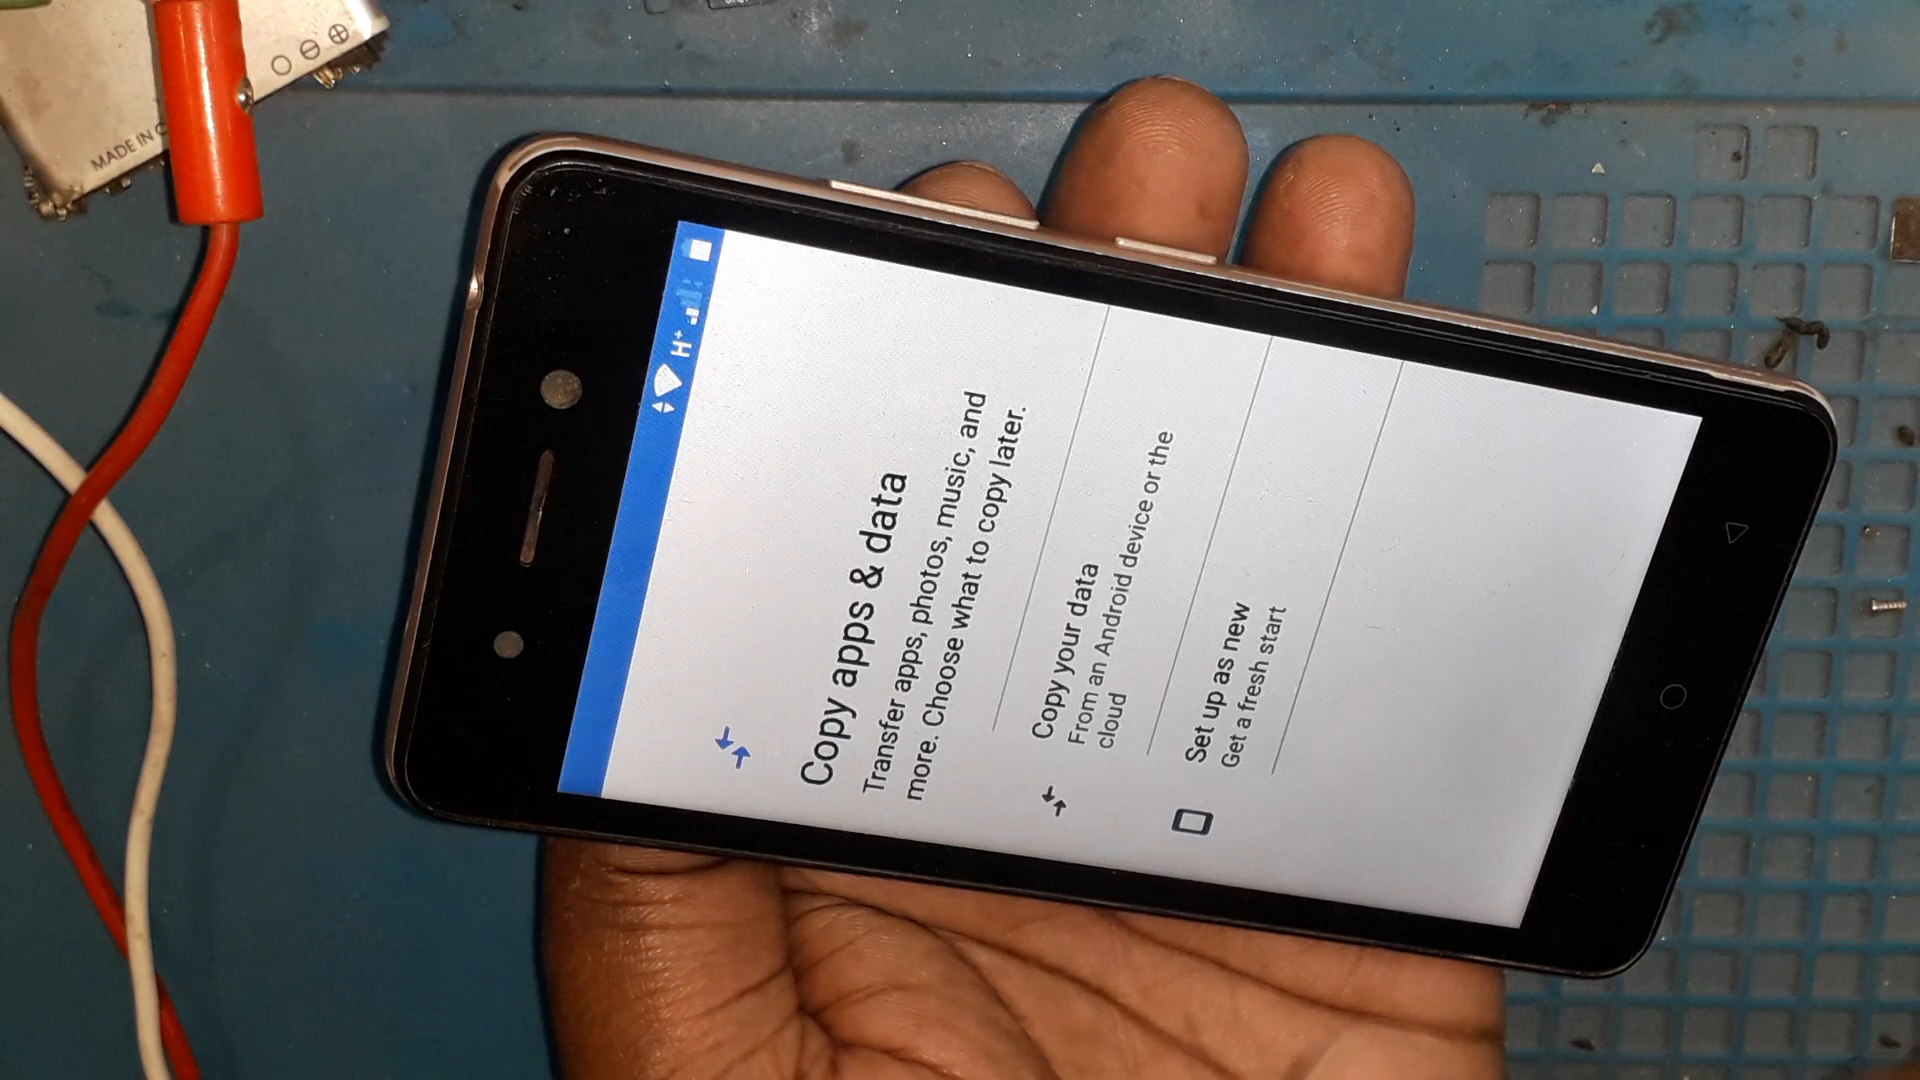 H+
Copy apps & data
Transfer apps, photos, music, and
more. Choose what to copy later.
Copy your data
From an Android device or the
cloud
Set up as new
Get a fresh start
MADE IN C